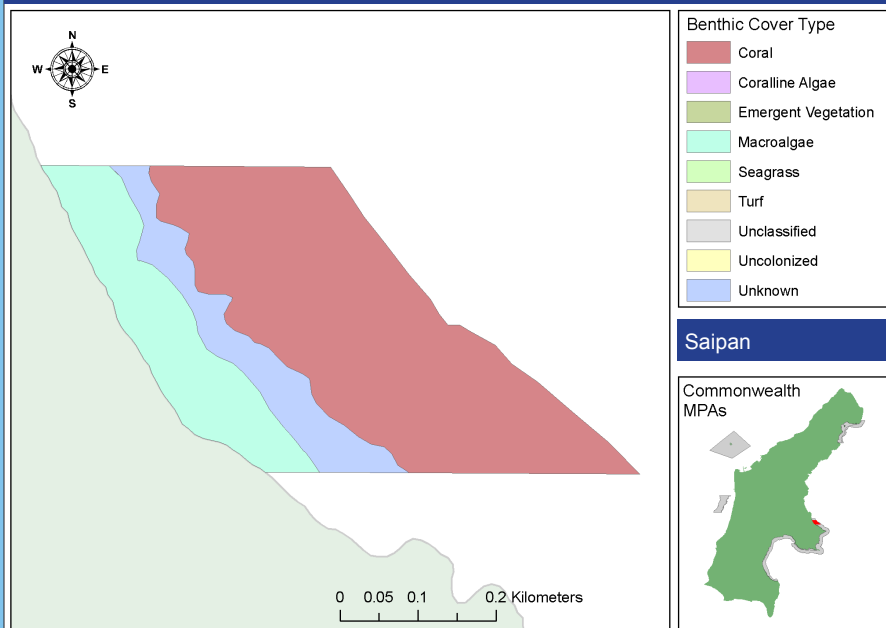 N
W E
S
0 0.05 0.1 0.2 Kilometers
Benthic Cover Type
Coral
Coralline Algae
Emergent Vegetation
Macroalgae
Seagrass
Turf
Unclassified
Uncolonized
Unknown
Saipan
Commonwealth
MPAs